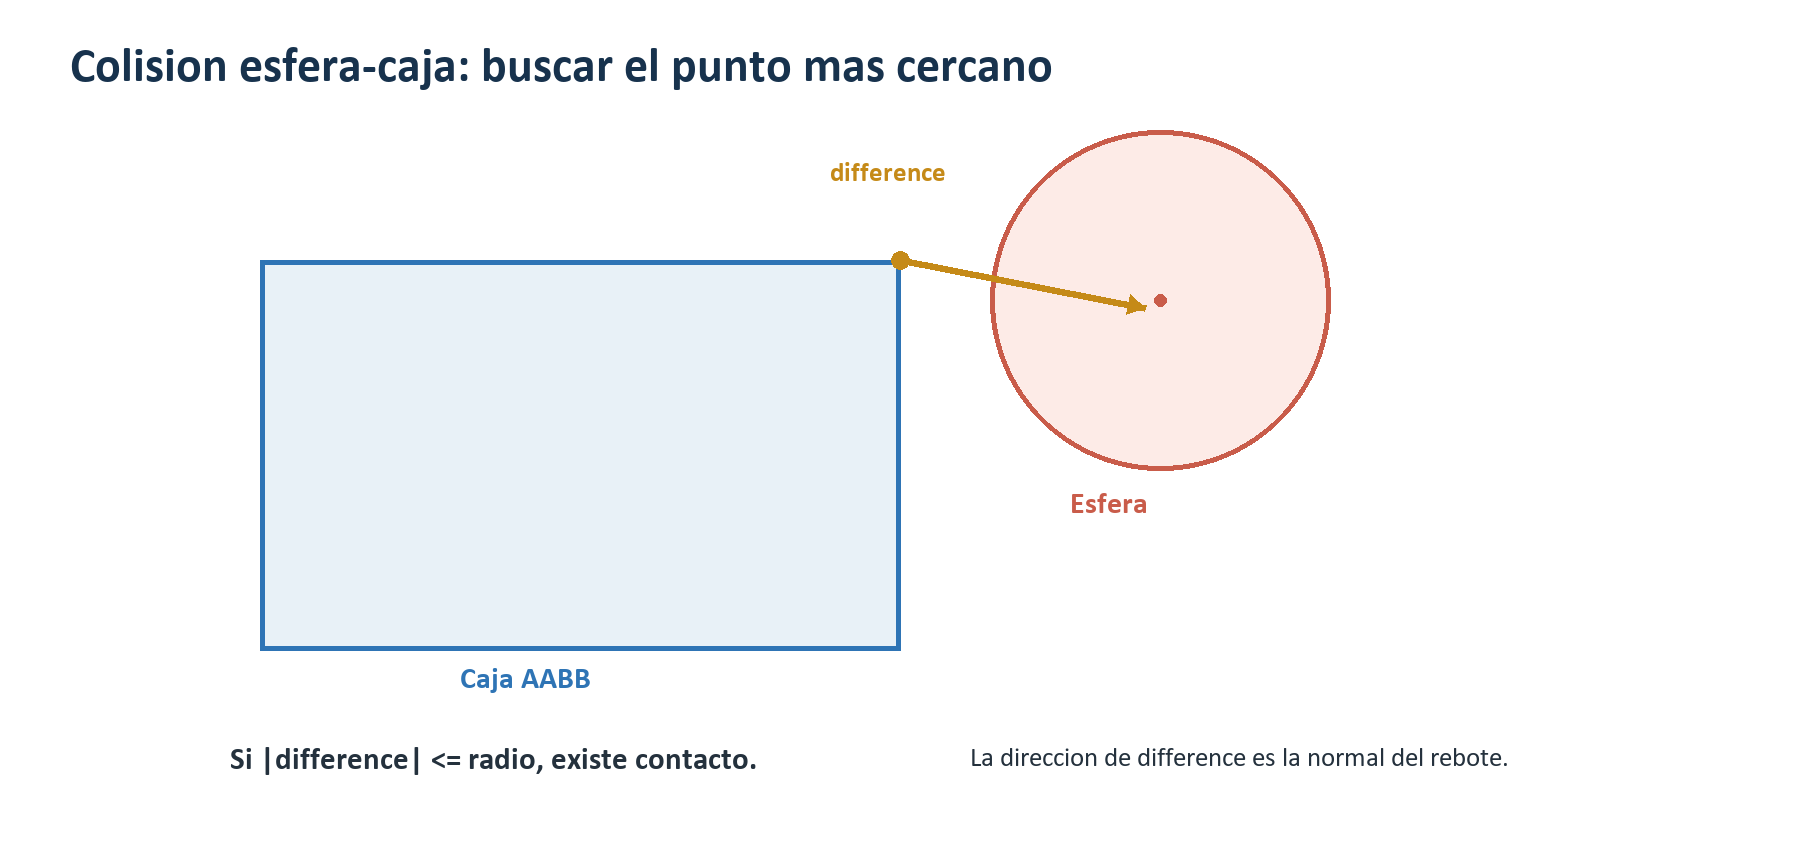 Colision esfera-caja: buscar el punto mas cercano
difference
Esfera
Caja AABB
Si |difference| <= radio, existe contacto.
La direccion de difference es la normal del rebote.